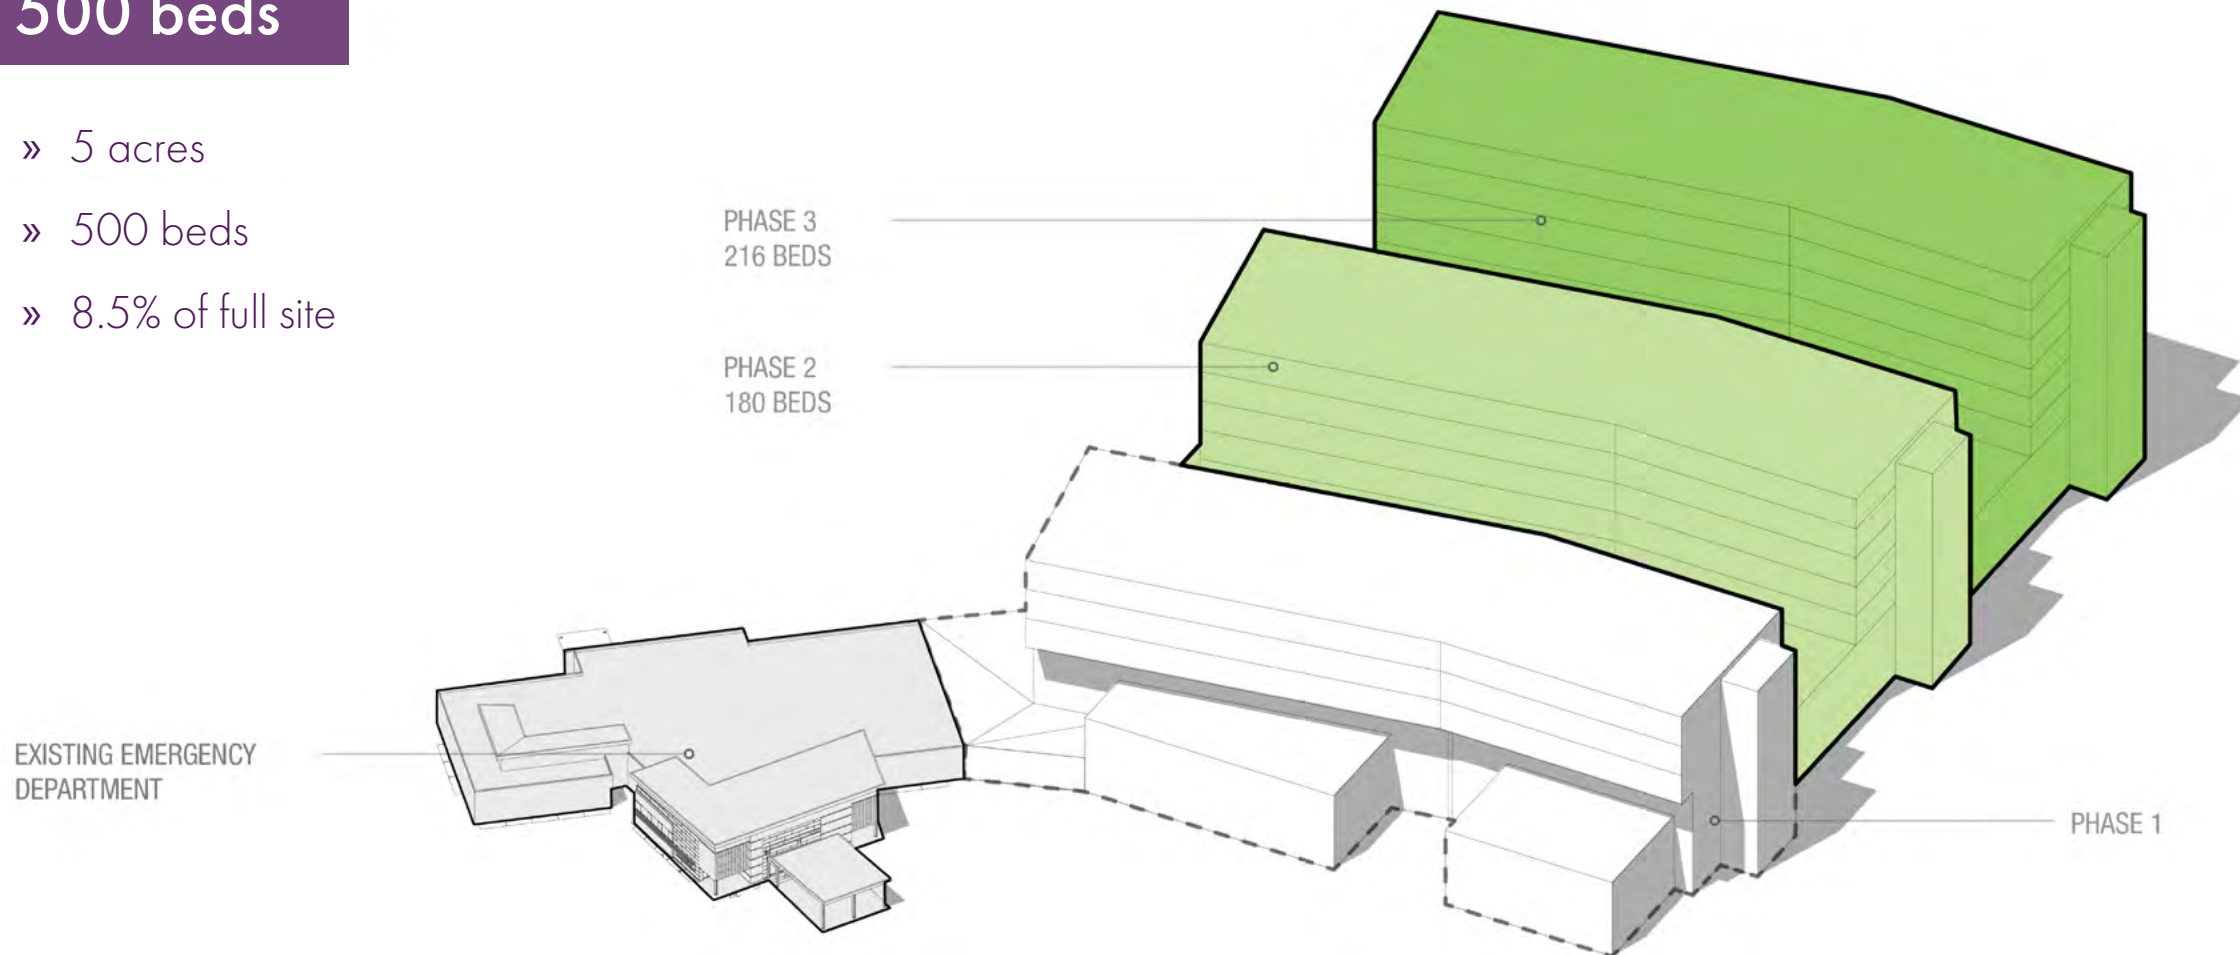 500 beds
» 5 acres
» 500 beds
» 8.5% of full site
PHASE 3
216 BEDS
PHASE 2
180 BEDS
EXISTING EMERGENCY
DEPARTMENT
PHASE 1